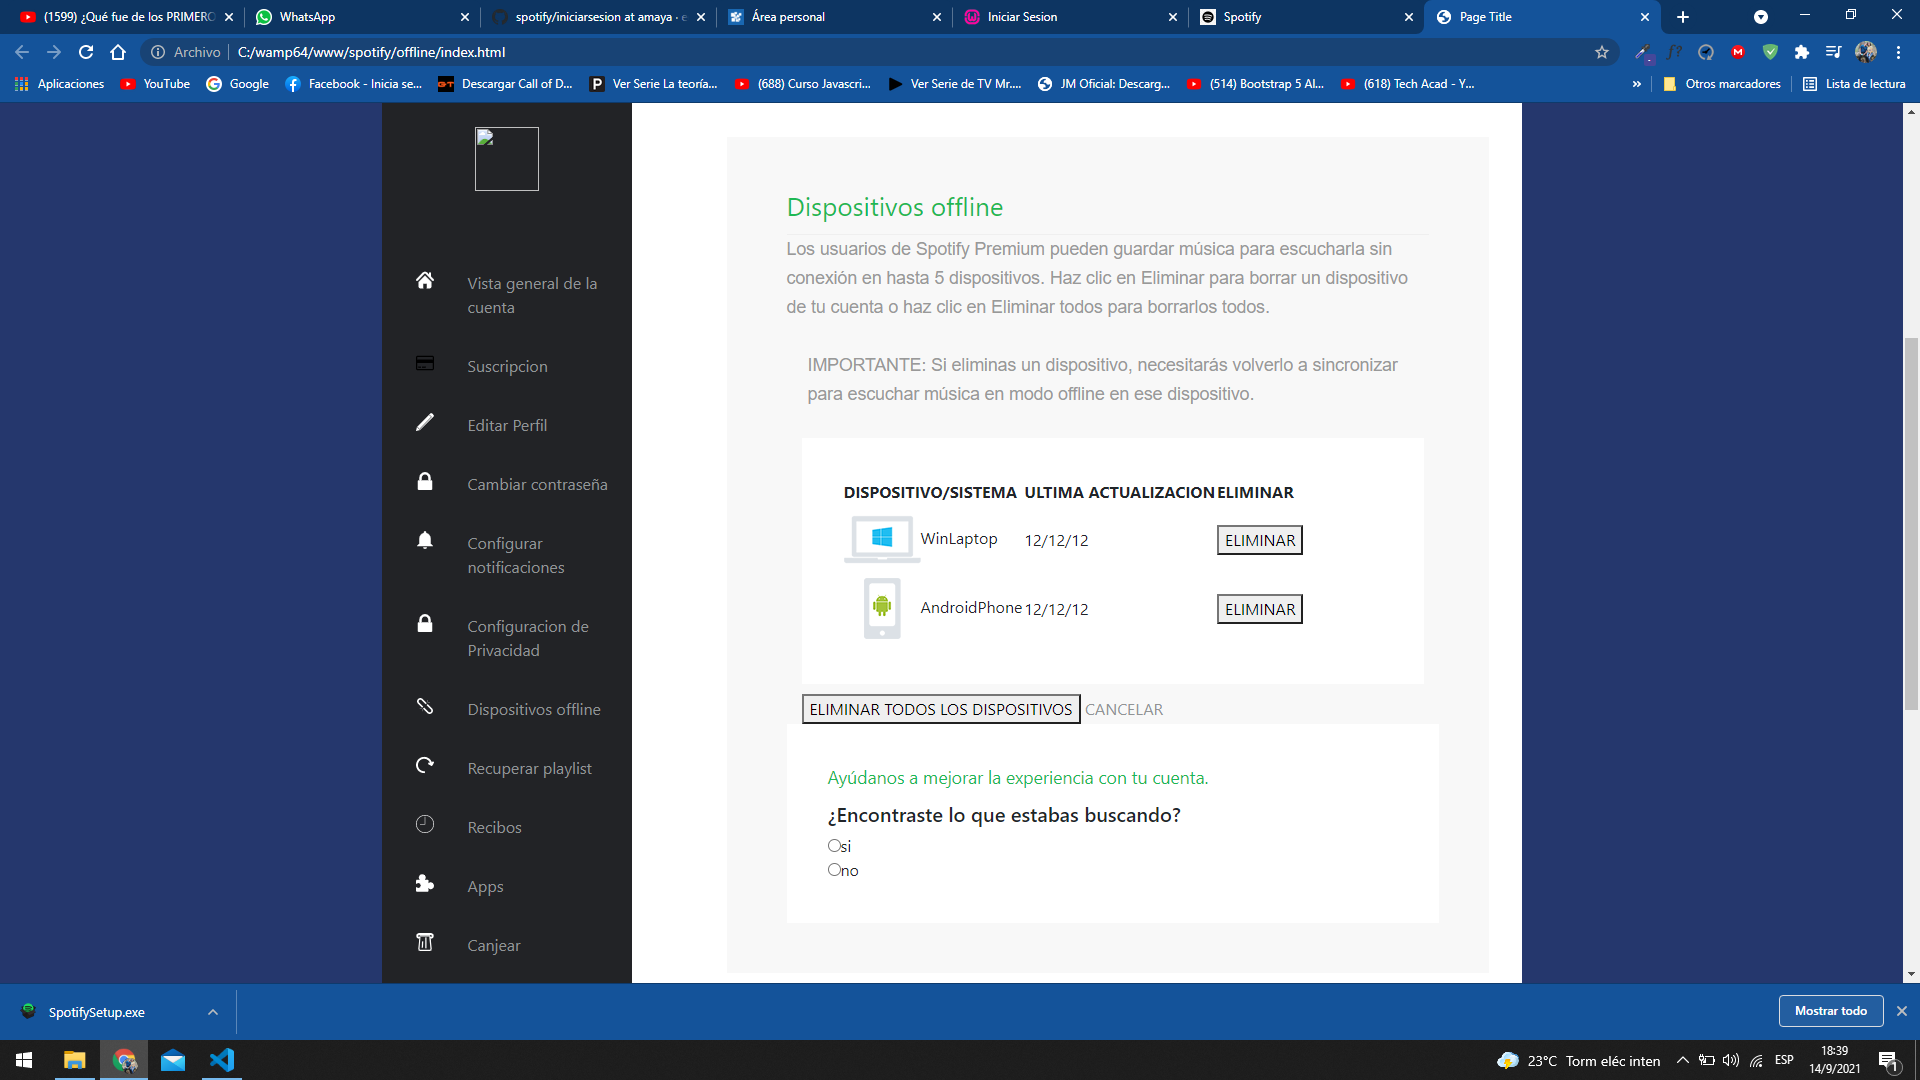 (1599) ¿Qué fue de los PRIMERO
WhatsApp
spotify/iniciarsesion at amaya · e
Área personal
Iniciar Sesion
Spotify
Page Title
Archivo
C:/wamp64/www/spotify/offline/index.html
Aplicaciones
YouTube
Google
Facebook - Inicia se...
Descargar Call of D...
Ver Serie La teoría...
(688) Curso Javascri...
Ver Serie de TV Mr....
JM Oficial: Descarg...
(514) Bootstrap 5 Al...
(618) Tech Acad - Y...
»
Otros marcadores
Lista de lectura
Vista general de la
cuenta
Suscripcion
Editar Perfil
Cambiar contraseña
Configurar
notificaciones
Configuracion de
Privacidad
Dispositivos offline
Recuperar playlist
Recibos
Apps
Canjear
Dispositivos offline
Los usuarios de Spotify Premium pueden guardar música para escucharla sin
conexión en hasta 5 dispositivos. Haz clic en Eliminar para borrar un dispositivo
de tu cuenta o haz clic en Eliminar todos para borrarlos todos.
IMPORTANTE: Si eliminas un dispositivo, necesitarás volverlo a sincronizar
para escuchar música en modo offline en ese dispositivo.
DISPOSITIVO/SISTEMA ULTIMA ACTUALIZACION ELIMINAR
WinLaptop 12/12/12 ELIMINAR
AndroidPhone 12/12/12 ELIMINAR
ELIMINAR TODOS LOS DISPOSITIVOS CANCELAR
Ayúdanos a mejorar la experiencia con tu cuenta.
¿Encontraste lo que estabas buscando?
si
no
SpotifySetup.exe
Mostrar todo
23°C Torm eléc inten
ESP
18:39
14/9/2021
1